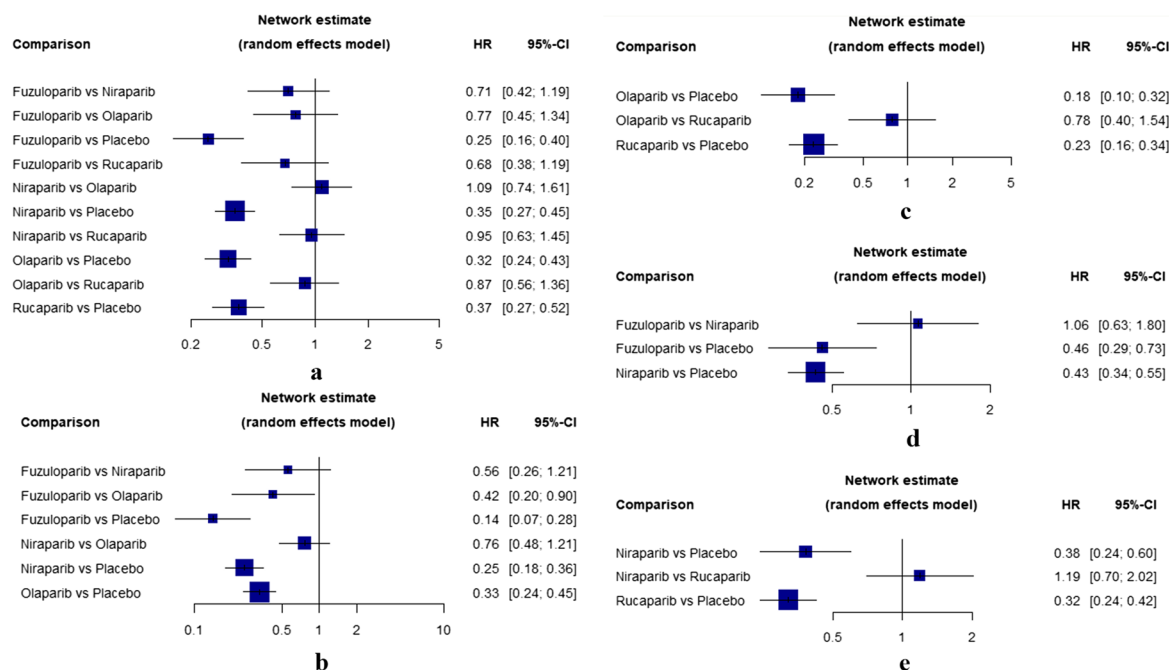 Network estimate
Comparison (random effects model) HR 95%-CI
Fuzuloparib vs Niraparib 0.71 [0.42; 1.19]
Fuzuloparib vs Olaparib 0.77 [0.45; 1.34]
Fuzuloparib vs Placebo 0.25 [0.16; 0.40]
Fuzuloparib vs Rucaparib 0.68 [0.38; 1.19]
Niraparib vs Olaparib 1.09 [0.74; 1.61]
Niraparib vs Placebo 0.35 [0.27; 0.45]
Niraparib vs Rucaparib 0.95 [0.63; 1.45]
Olaparib vs Placebo 0.32 [0.24; 0.43]
Olaparib vs Rucaparib 0.87 [0.56; 1.36]
Rucaparib vs Placebo 0.37 [0.27; 0.52]
0.2 0.5 1 2 5
a
Network estimate
Comparison (random effects model) HR 95%-CI
Fuzuloparib vs Niraparib 0.56 [0.26; 1.21]
Fuzuloparib vs Olaparib 0.42 [0.20; 0.90]
Fuzuloparib vs Placebo 0.14 [0.07; 0.28]
Niraparib vs Olaparib 0.76 [0.48; 1.21]
Niraparib vs Placebo 0.25 [0.18; 0.36]
Olaparib vs Placebo 0.33 [0.24; 0.45]
0.1 0.5 1 2 10
b
Network estimate
Comparison (random effects model) HR 95%-CI
Olaparib vs Placebo 0.18 [0.10; 0.32]
Olaparib vs Rucaparib 0.78 [0.40; 1.54]
Rucaparib vs Placebo 0.23 [0.16; 0.34]
0.2 0.5 1 2 5
c
Network estimate
Comparison (random effects model) HR 95%-CI
Fuzuloparib vs Niraparib 1.06 [0.63; 1.80]
Fuzuloparib vs Placebo 0.46 [0.29; 0.73]
Niraparib vs Placebo 0.43 [0.34; 0.55]
0.5 1 2
d
Network estimate
Comparison (random effects model) HR 95%-CI
Niraparib vs Placebo 0.38 [0.24; 0.60]
Niraparib vs Rucaparib 1.19 [0.70; 2.02]
Rucaparib vs Placebo 0.32 [0.24; 0.42]
0.5 1 2
e